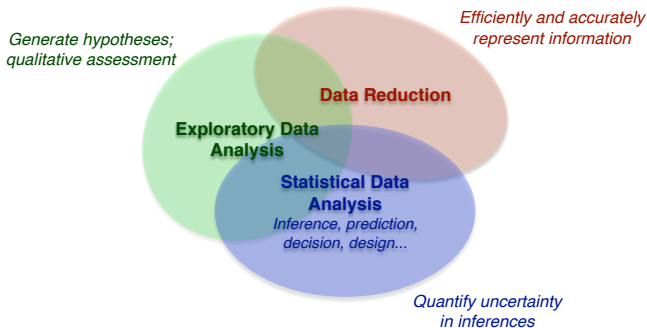 Efficiently and accurately
represent information
Generate hypotheses;
qualitative assessment
Data Reduction
Exploratory Data
Analysis
Statistical Data
Analysis
Inference, prediction,
decision, design...
Quantify uncertainty
in inferences